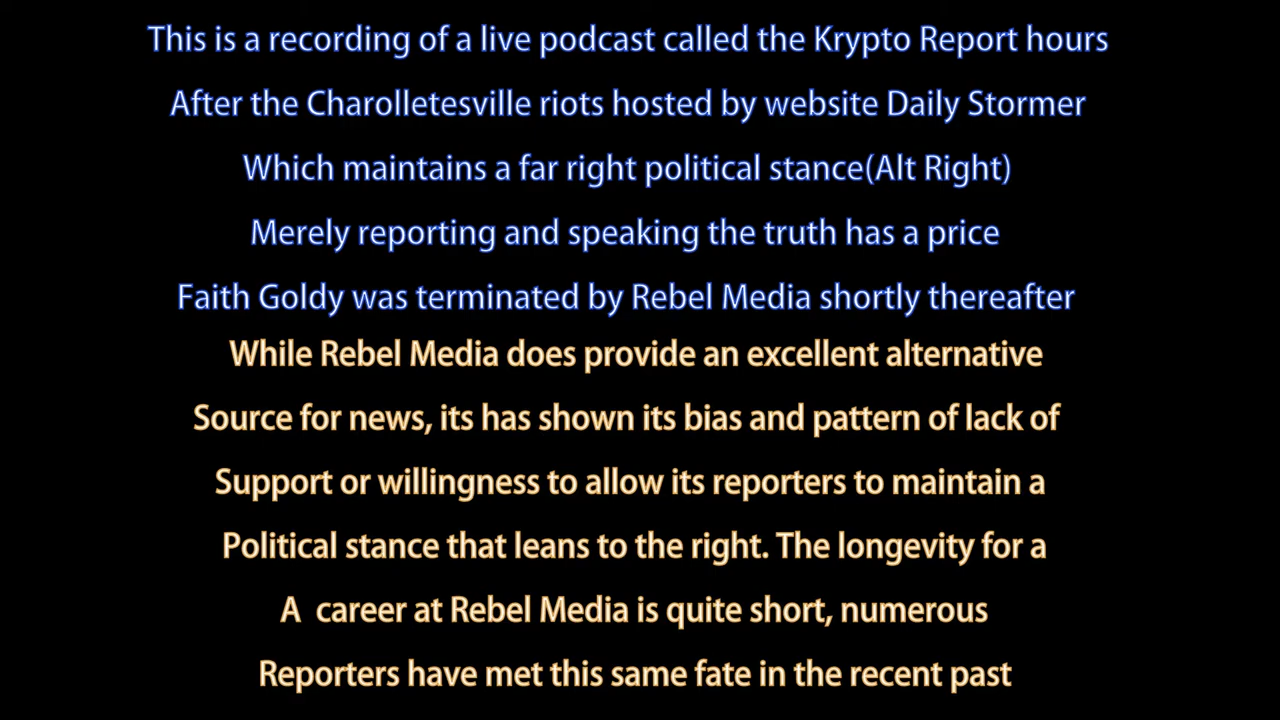 This is a recording of a live podcast called the Krypto Report hours
After the Charolletesville riots hosted by website Daily Stormer
Which maintains a far right political stance(Alt Right)
Merely reporting and speaking the truth has a price
Faith Goldy was terminated by Rebel Media shortly thereafter
While Rebel Media does provide an excellent alternative
Source for news, its has shown its bias and pattern of lack of
Support or willingness to allow its reporters to maintain a
Political stance that leans to the right. The longevity for a
A  career at Rebel Media is quite short, numerous
Reporters have met this same fate in the recent past